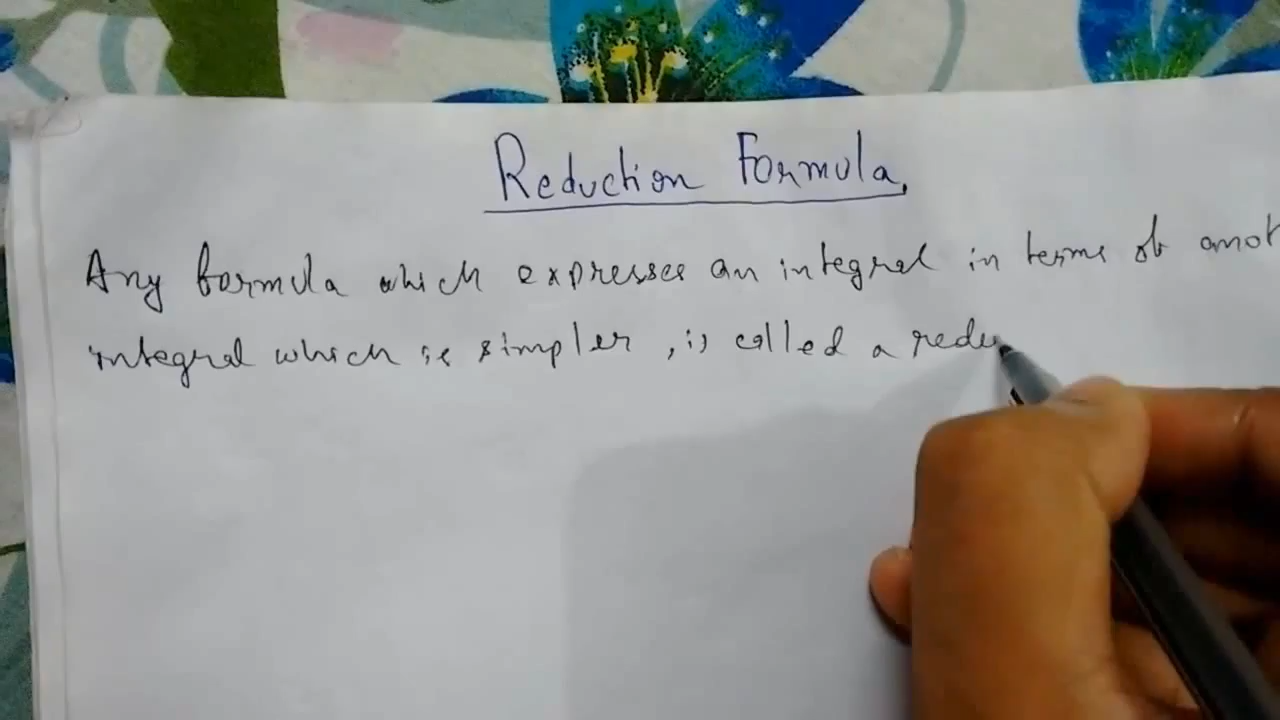 Reduction Formula,
Any formula which expresses an integral in terms of anot
integral which is simpler, is called a redu